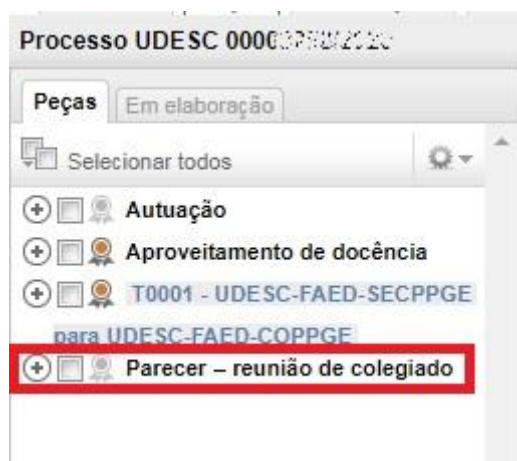 Processo UDESC 0000
Peças Em elaboração
Selecionar todos
Autuação
Aproveitamento de docência
T0001 - UDESC-FAED-SECPPGE
para UDESC-FAED-COPPGE
Parecer – reunião de colegiado